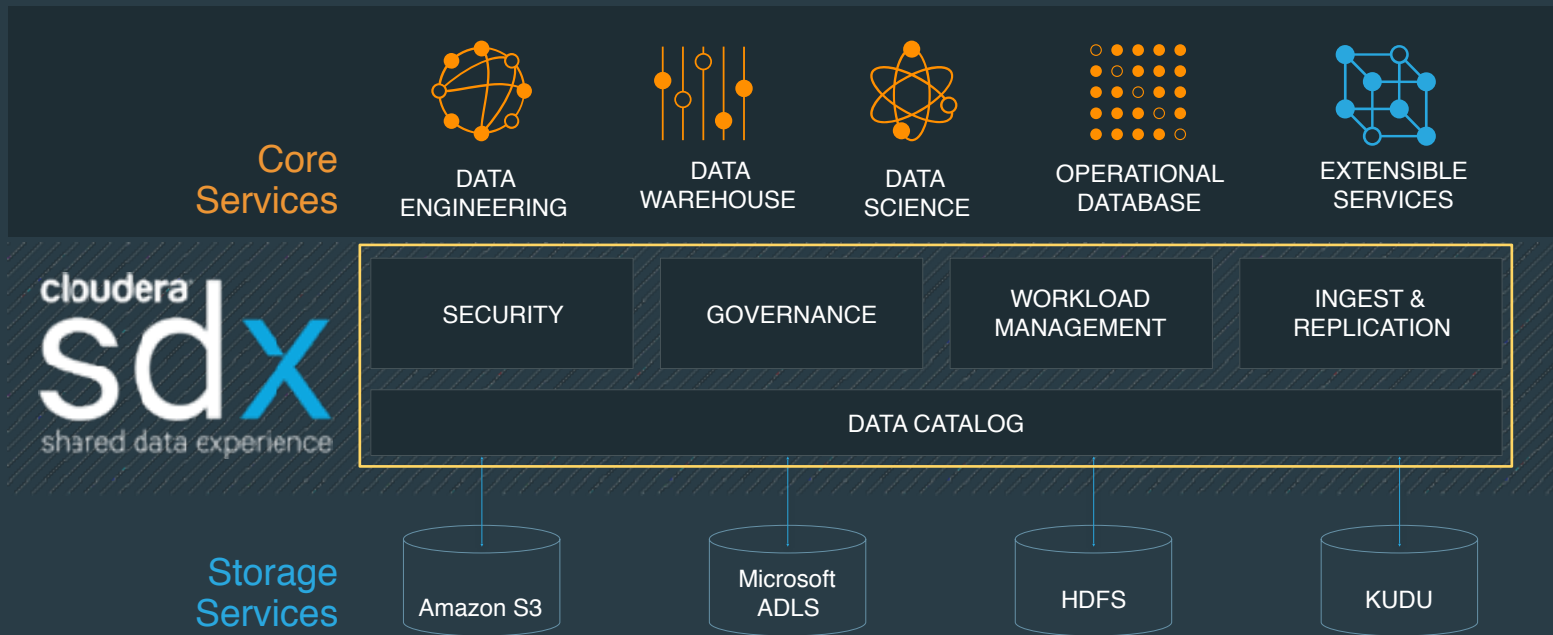 Core
Services
DATA
ENGINEERING
DATA
WAREHOUSE
DATA
SCIENCE
OPERATIONAL
DATABASE
EXTENSIBLE
SERVICES
cloudera
sdx
shared data experience
SECURITY
GOVERNANCE
WORKLOAD
MANAGEMENT
INGEST &
REPLICATION
DATA CATALOG
Storage
Services
Amazon S3
Microsoft
ADLS
HDFS
KUDU